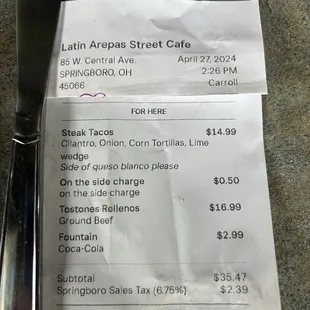 Latin Arepas Street Cafe
85 W. Central Ave. April 27, 2024
SPRINGBORO, OH 2:26 PM
45066 Carroll
FOR HERE
Steak Tacos $14.99
Cilantro, Onion, Corn Tortillas, Lime
wedge
Side of queso blanco please
On the side charge $0.50
on the side charge
Tostones Rellenos $16.99
Ground Beef
Fountain $2.99
Coca-Cola
Subtotal $35.47
Springboro Sales Tax (6.75%) $2.39